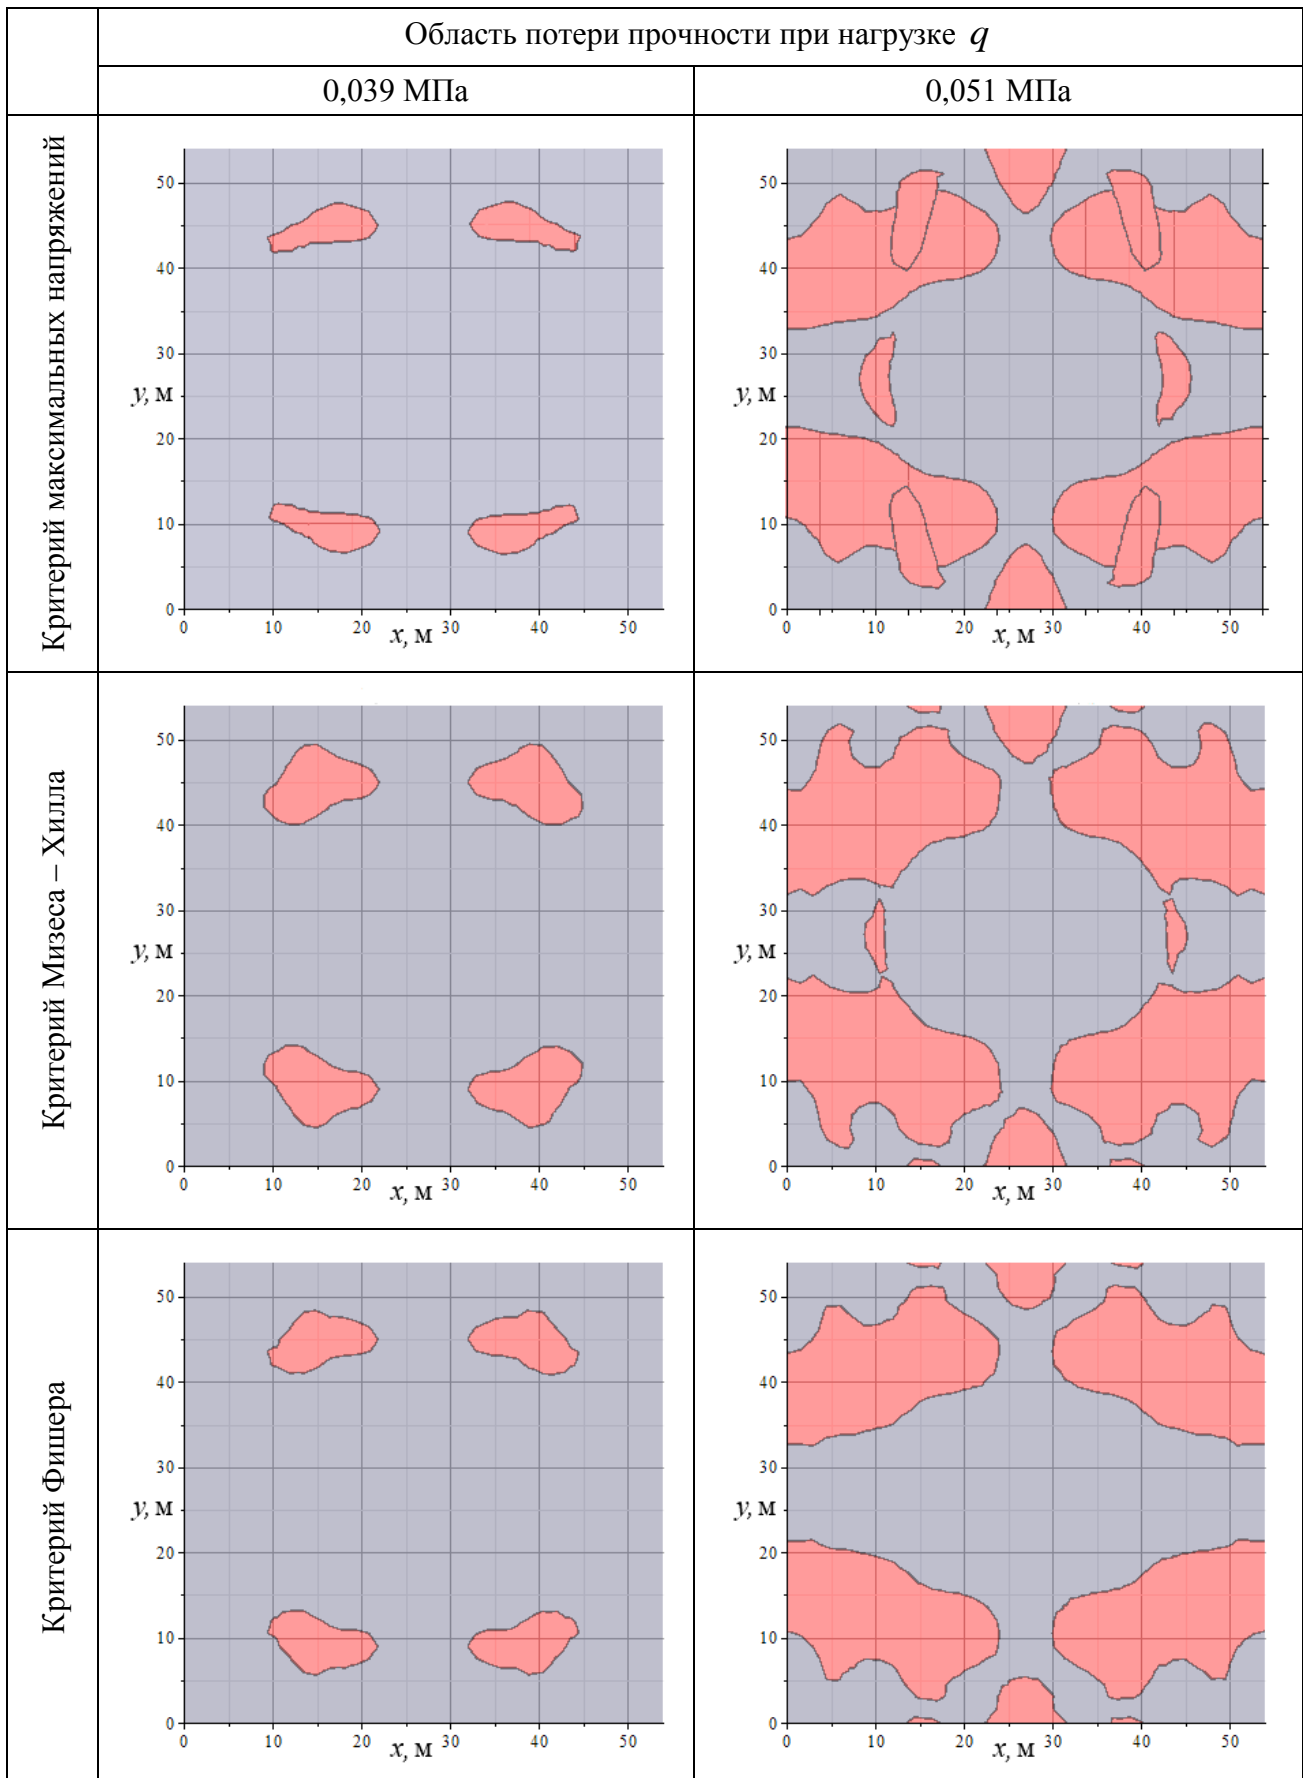 Область потери прочности при нагрузке q
0,039 МПа
0,051 МПа
Критерий максимальных напряжений
50
40
30
y, м
20
10
0
0 10 20 x, м 30 40 50
50
40
30
y, м
20
10
0
0 10 20 x, м 30 40 50
Критерий Мизеса – Хилла
50
40
30
y, м
20
10
0
0 10 20 x, м 30 40 50
50
40
30
y, м
20
10
0
0 10 20 x, м 30 40 50
Критерий Фишера
50
40
30
y, м
20
10
0
0 10 20 x, м 30 40 50
50
40
30
y, м
20
10
0
0 10 20 x, м 30 40 50